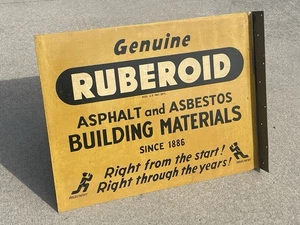 Genuine
RUBEROID
ASPHALT and ASBESTOS
BUILDING MATERIALS
SINCE 1886
Right from the start!
Right through the years!